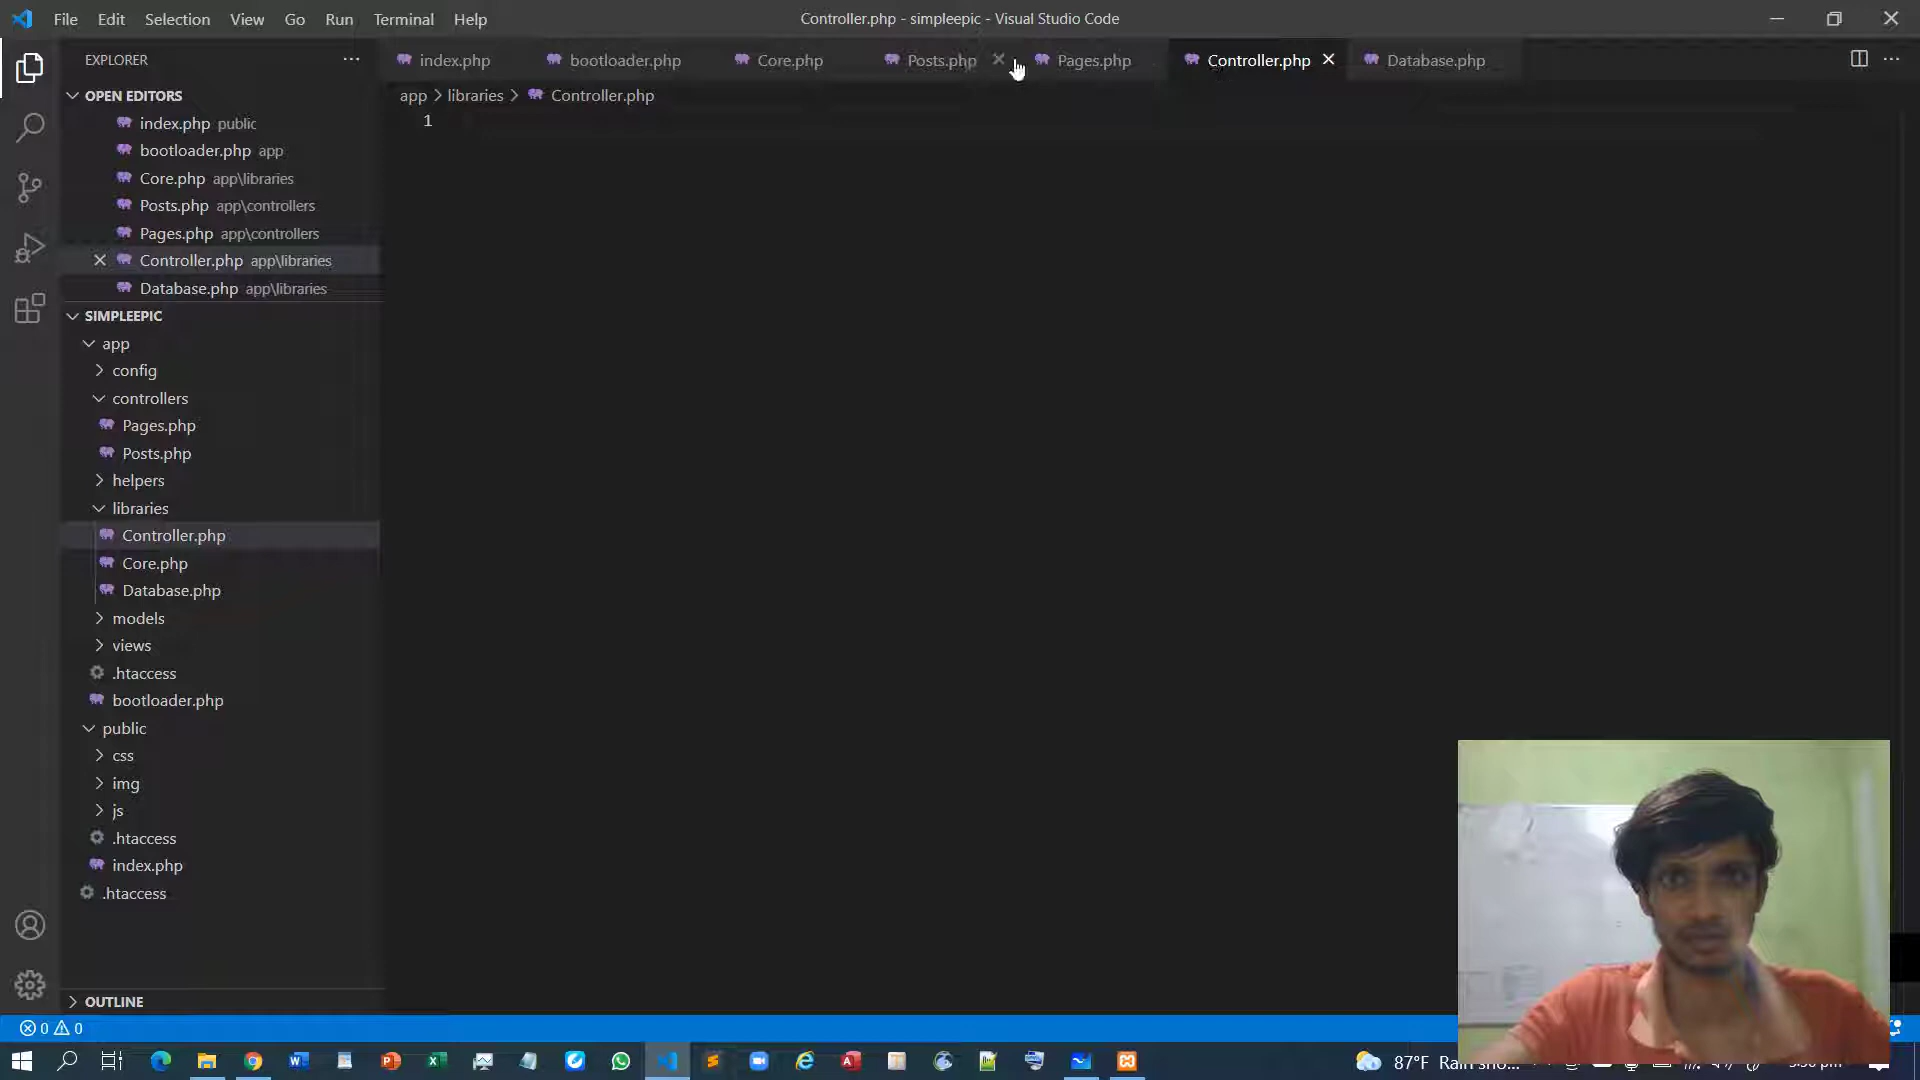 File Edit Selection View Go Run Terminal Help
Controller.php - simpleepic - Visual Studio Code
EXPLORER
index.php
bootloader.php
Core.php
Posts.php
Pages.php
Controller.php
Database.php
app > libraries > Controller.php
1
OPEN EDITORS
index.php public
bootloader.php app
Core.php app\libraries
Posts.php app\controllers
Pages.php app\controllers
Controller.php app\libraries
Database.php app\libraries
SIMPLEEPIC
app
config
controllers
Pages.php
Posts.php
helpers
libraries
Controller.php
Core.php
Database.php
models
views
.htaccess
bootloader.php
public
css
img
js
.htaccess
index.php
.htaccess
OUTLINE
0 0
87°F Rain sho...